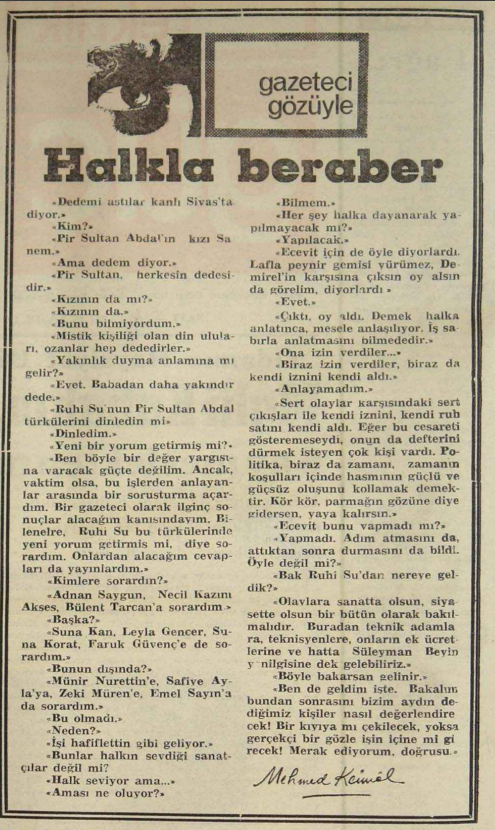 gazeteci
gözüyle
Halkla beraber
«Dedemi astılar kanlı Sivas'ta
diyor.»
«Kim?»
«Pir Sultan Abdal'ın kızı Sa
nem.»
«Ama dedem diyor.»
«Pir Sultan, herkesin dedesi-
dir.»
«Kızının da mı?»
«Kızının da.»
«Bunu bilmiyordum.»
«Mistik kişiliği olan din ulula-
rı, ozanlar hep dededirler.»
«Yakınlık duyma anlamına mı
gelir?»
«Evet. Babadan daha yakındır
dede.»
«Ruhi Su'nun Pir Sultan Abdal
türkülerini dinledin mi»
«Dinledim.»
«Yeni bir yorum getirmiş mi?»
«Ben böyle bir değer yargısı-
na varacak güçte değilim. Ancak,
vaktim olsa, bu işlerden anlayan-
lar arasında bir sorusturma açar-
dım. Bir gazeteci olarak ilginç so-
nuçlar alacağım kanısındayım. Bi-
lenelre, Ruhi Su bu türkülerinde
yeni yorum getirmiş mi, diye so-
rardım. Onlardan alacağım cevap-
ları da yayınlardım.»
«Kimlere sorardın?»
«Adnan Saygun, Necil Kazım
Akses, Bülent Tarcan'a sorardım»
«Başka?»
«Suna Kan, Leyla Gencer, Su-
na Korat, Faruk Güvenç'e de so-
rardım.»
«Bunun dışında?»
«Münir Nurettin'e, Safiye Ay-
la'ya, Zeki Müren'e, Emel Sayın'a
da sorardım.»
«Bu olmadı.»
«Neden?»
«İşi hafiflettin gibi geliyor.»
«Bunlar halkın sevdiği sanat-
çılar değil mi?
«Halk seviyor ama...»
«Aması ne oluyor?»
«Bilmem.»
«Her şey halka dayanarak ya-
pılmayacak mı?»
«Yapılacak.»
«Ecevit için de öyle diyorlardı.
Lafla peynir gemisi yürümez, De-
mirel'in karşısına çıksın oy alsın
da görelim, diyorlardı»
«Evet.»
«Çıktı, oy aldı. Demek halka
anlatınca, mesele anlaşılıyor. İş sa-
bırla anlatmasını bilmededir.»
«Ona izin verdiler...»
«Biraz izin verdiler, biraz da
kendi iznini kendi aldı.»
«Anlayamadım.»
«Sert olaylar karşısındaki sert
çıkışları ile kendi iznini, kendi ruh
satını kendi aldı. Eğer bu cesareti
gösteremeseydi, onun da defterini
dürmek isteyen çok kişi vardı. Po-
litika, biraz da zamanı, zamanın
koşulları içinde hasmının güçlü ve
güçsüz oluşunu kollamak demek-
tir. Kör kör, parmağın gözüne diye
gidersen, yaya kalırsın.»
«Ecevit bunu yapmadı mı?»
«Yapmadı. Adım atmasını da,
attıktan sonra durmasını da bildi.
Öyle değil mi?»
«Bak Ruhi Su'dan nereye gel-
dik?»
«Olaylara sanatta olsun, siya
sette olsun bir bütün olarak bakıl-
malıdır. Buradan teknik adamla
ra, teknisyenlere, onların ek ücret
lerine ve hatta Süleyman Beyin
yenilgisine dek gelebiliriz.»
«Böyle bakarsan gelinir.»
«Ben de geldim işte. Bakalım
bundan sonrasını bizim aydın de-
diğimiz kişiler nasıl değerlendire
cek! Bir kıvıya mı çekilecek, yoksa
gerçekçi bir gözle işin içine mi gi
recek! Merak ediyorum, doğrusu.»
Mehmed Kemal